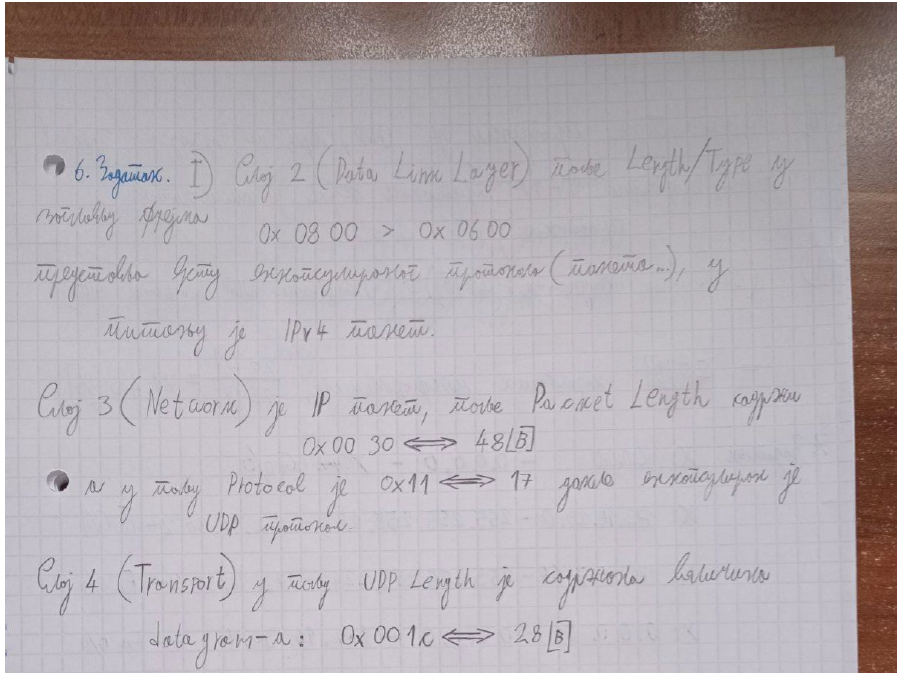 6. Задатак. I) Слој 2 (Data Link Layer) поље Length/Type у
заглављу фрејма
0x 08 00 > 0x 06 00
представља врсту енкапсулираног протокола (пакета...), у
питању је IPv4 пакет.
Слој 3 (Network) је IP пакет, поље Packet Length садржи
0x 00 30 ⟺ 48[B]
а у пољу Protocol је 0x11 ⟺ 17 дакле енкапсулиран је
UDP протокол.
Слој 4 (Transport) у пољу UDP Length је садржана величина
datagram-а: 0x 00 1c ⟺ 28[B]